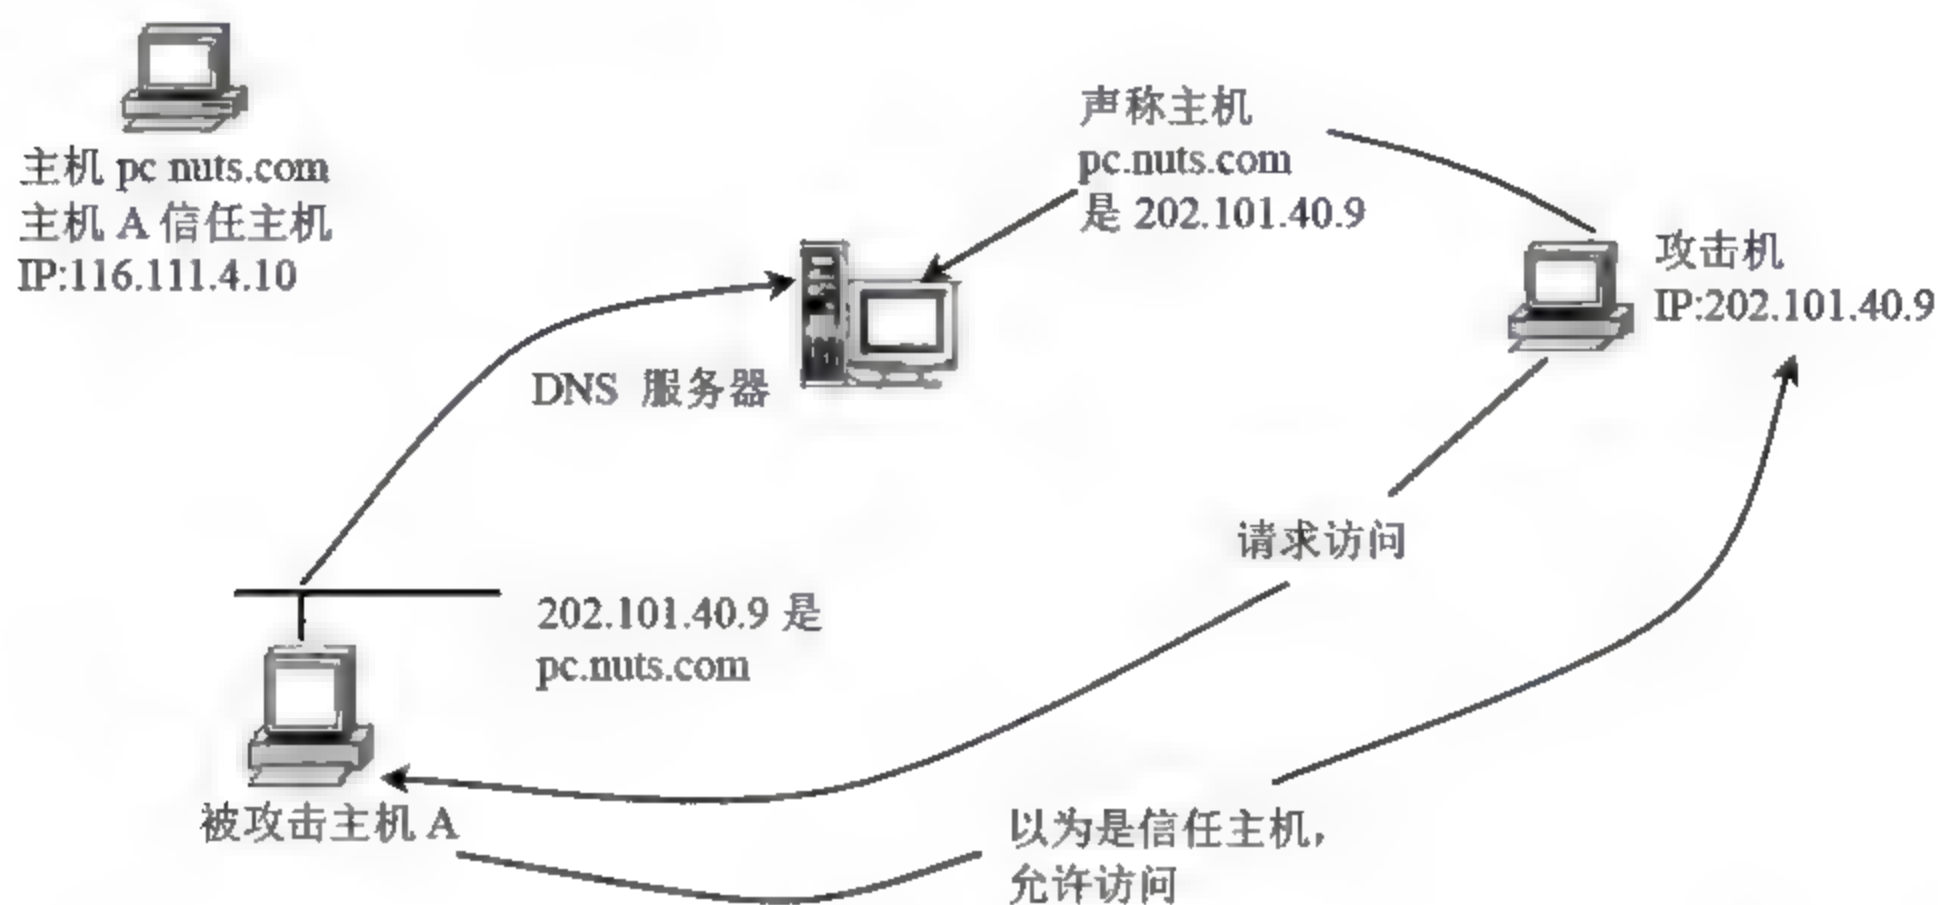 主机 pc nuts.com
主机 A 信任主机
IP:116.111.4.10
声称主机
pc.nuts.com
是 202.101.40.9
攻击机
IP:202.101.40.9
DNS 服务器
请求访问
202.101.40.9 是
pc.nuts.com
被攻击主机 A
以为是信任主机,
允许访问